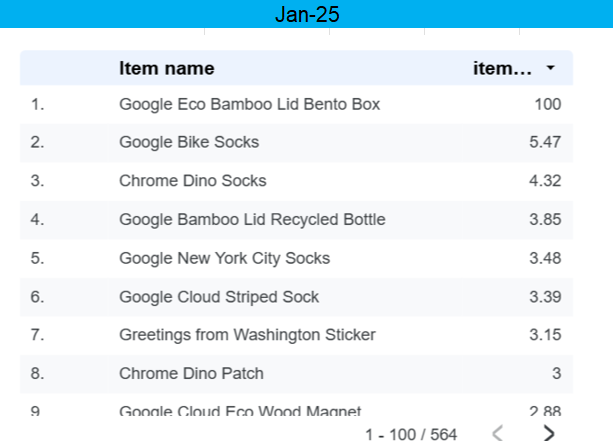 Jan-25
Item name item...
1. Google Eco Bamboo Lid Bento Box 100
2. Google Bike Socks 5.47
3. Chrome Dino Socks 4.32
4. Google Bamboo Lid Recycled Bottle 3.85
5. Google New York City Socks 3.48
6. Google Cloud Striped Sock 3.39
7. Greetings from Washington Sticker 3.15
8. Chrome Dino Patch 3
9 Google Cloud Eco Wood Magnet 2.88
1 - 100 / 564